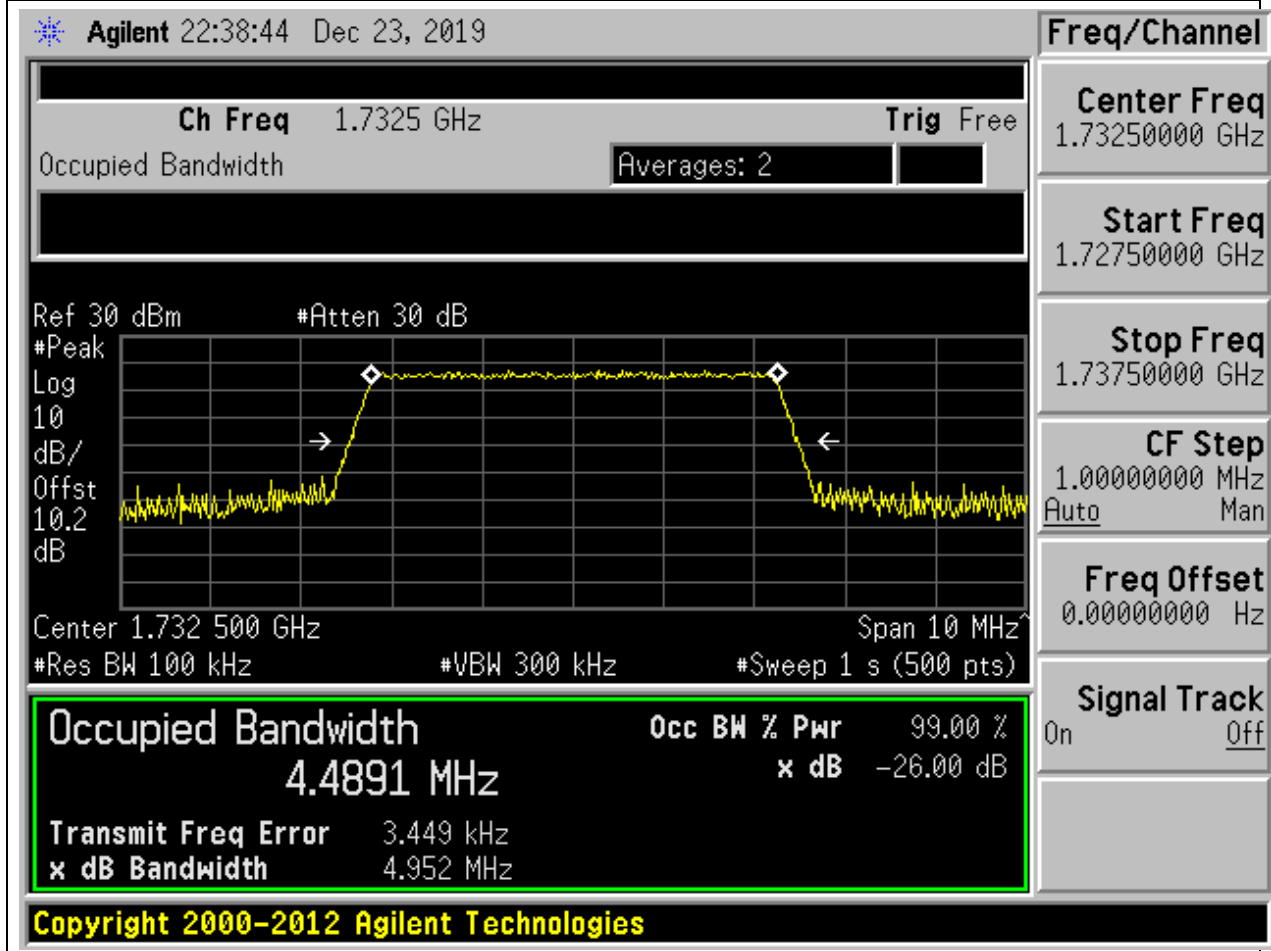 Agilent 22:38:44 Dec 23, 2019
Ch Freq 1.7325 GHz Trig Free
Occupied Bandwidth Averages: 2
Ref 30 dBm #Atten 30 dB
#Peak
Log
10
dB/
Offst
10.2
dB
Center 1.732 500 GHz Span 10 MHz^
#Res BW 100 kHz #VBW 300 kHz #Sweep 1 s (500 pts)
Occupied Bandwidth Occ BW % Pwr 99.00 %
4.4891 MHz x dB -26.00 dB
Transmit Freq Error 3.449 kHz
x dB Bandwidth 4.952 MHz
Copyright 2000-2012 Agilent Technologies
Freq/Channel
Center Freq
1.73250000 GHz
Start Freq
1.72750000 GHz
Stop Freq
1.73750000 GHz
CF Step
1.00000000 MHz
Auto Man
Freq Offset
0.00000000 Hz
Signal Track
On Off